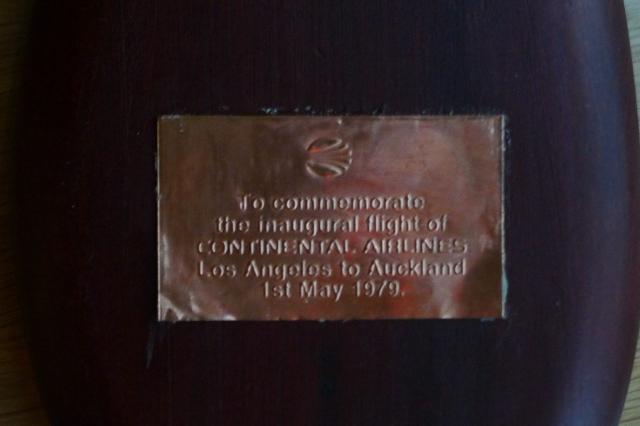 To commemorate
the inaugural flight of
CONTINENTAL AIRLINES
Los Angeles to Auckland
1st May 1979.